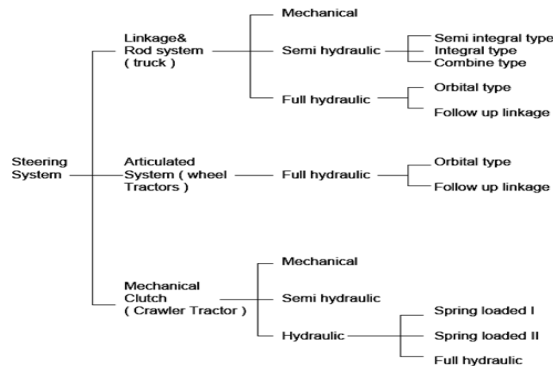 Mechanical
Linkage&
Rod system
( truck )
Semi hydraulic
Semi integral type
Integral type
Combine type
Full hydraulic
Orbital type
Follow up linkage
Steering
System
Articulated
System ( wheel
Tractors )
Full hydraulic
Orbital type
Follow up linkage
Mechanical
Clutch
( Crawler Tractor )
Mechanical
Semi hydraulic
Hydraulic
Spring loaded I
Spring loaded II
Full hydraulic